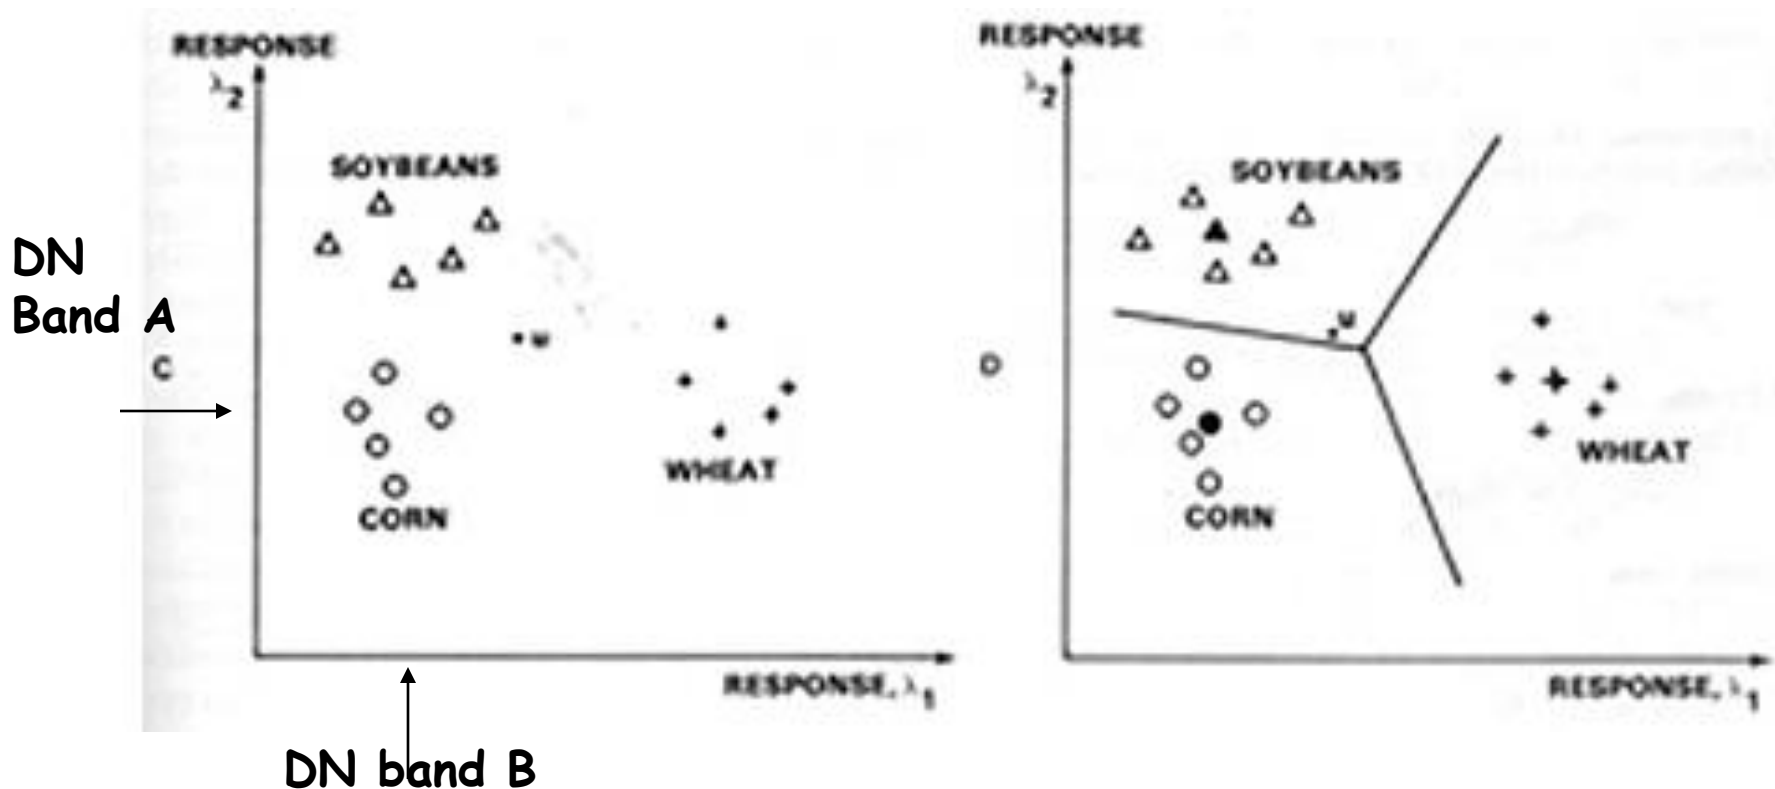 RESPONSE
λ2
SOYBEANS
DN
Band A
C
u
CORN
WHEAT
RESPONSE, λ1
DN band B
RESPONSE
λ2
SOYBEANS
u
D
CORN
WHEAT
RESPONSE, λ1